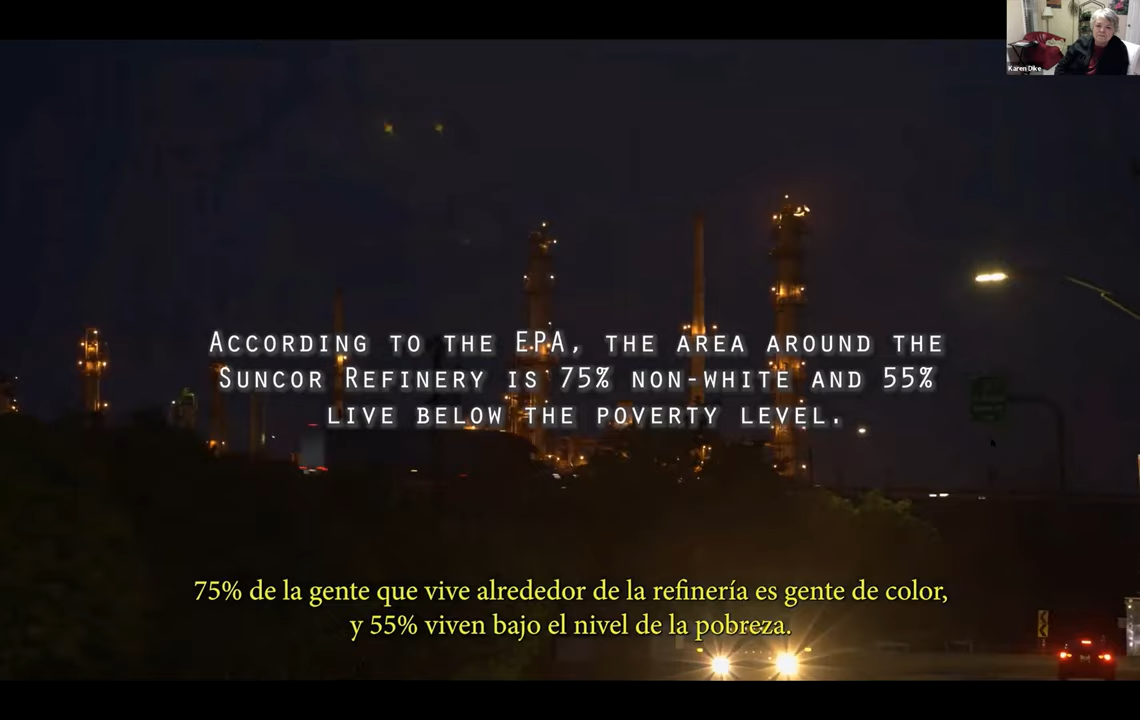 Karen Dike
According to the EPA, the area around the
Suncor Refinery is 75% non-white and 55%
live below the poverty level.
75% de la gente que vive alrededor de la refinería es gente de color,
y 55% viven bajo el nivel de la pobreza.